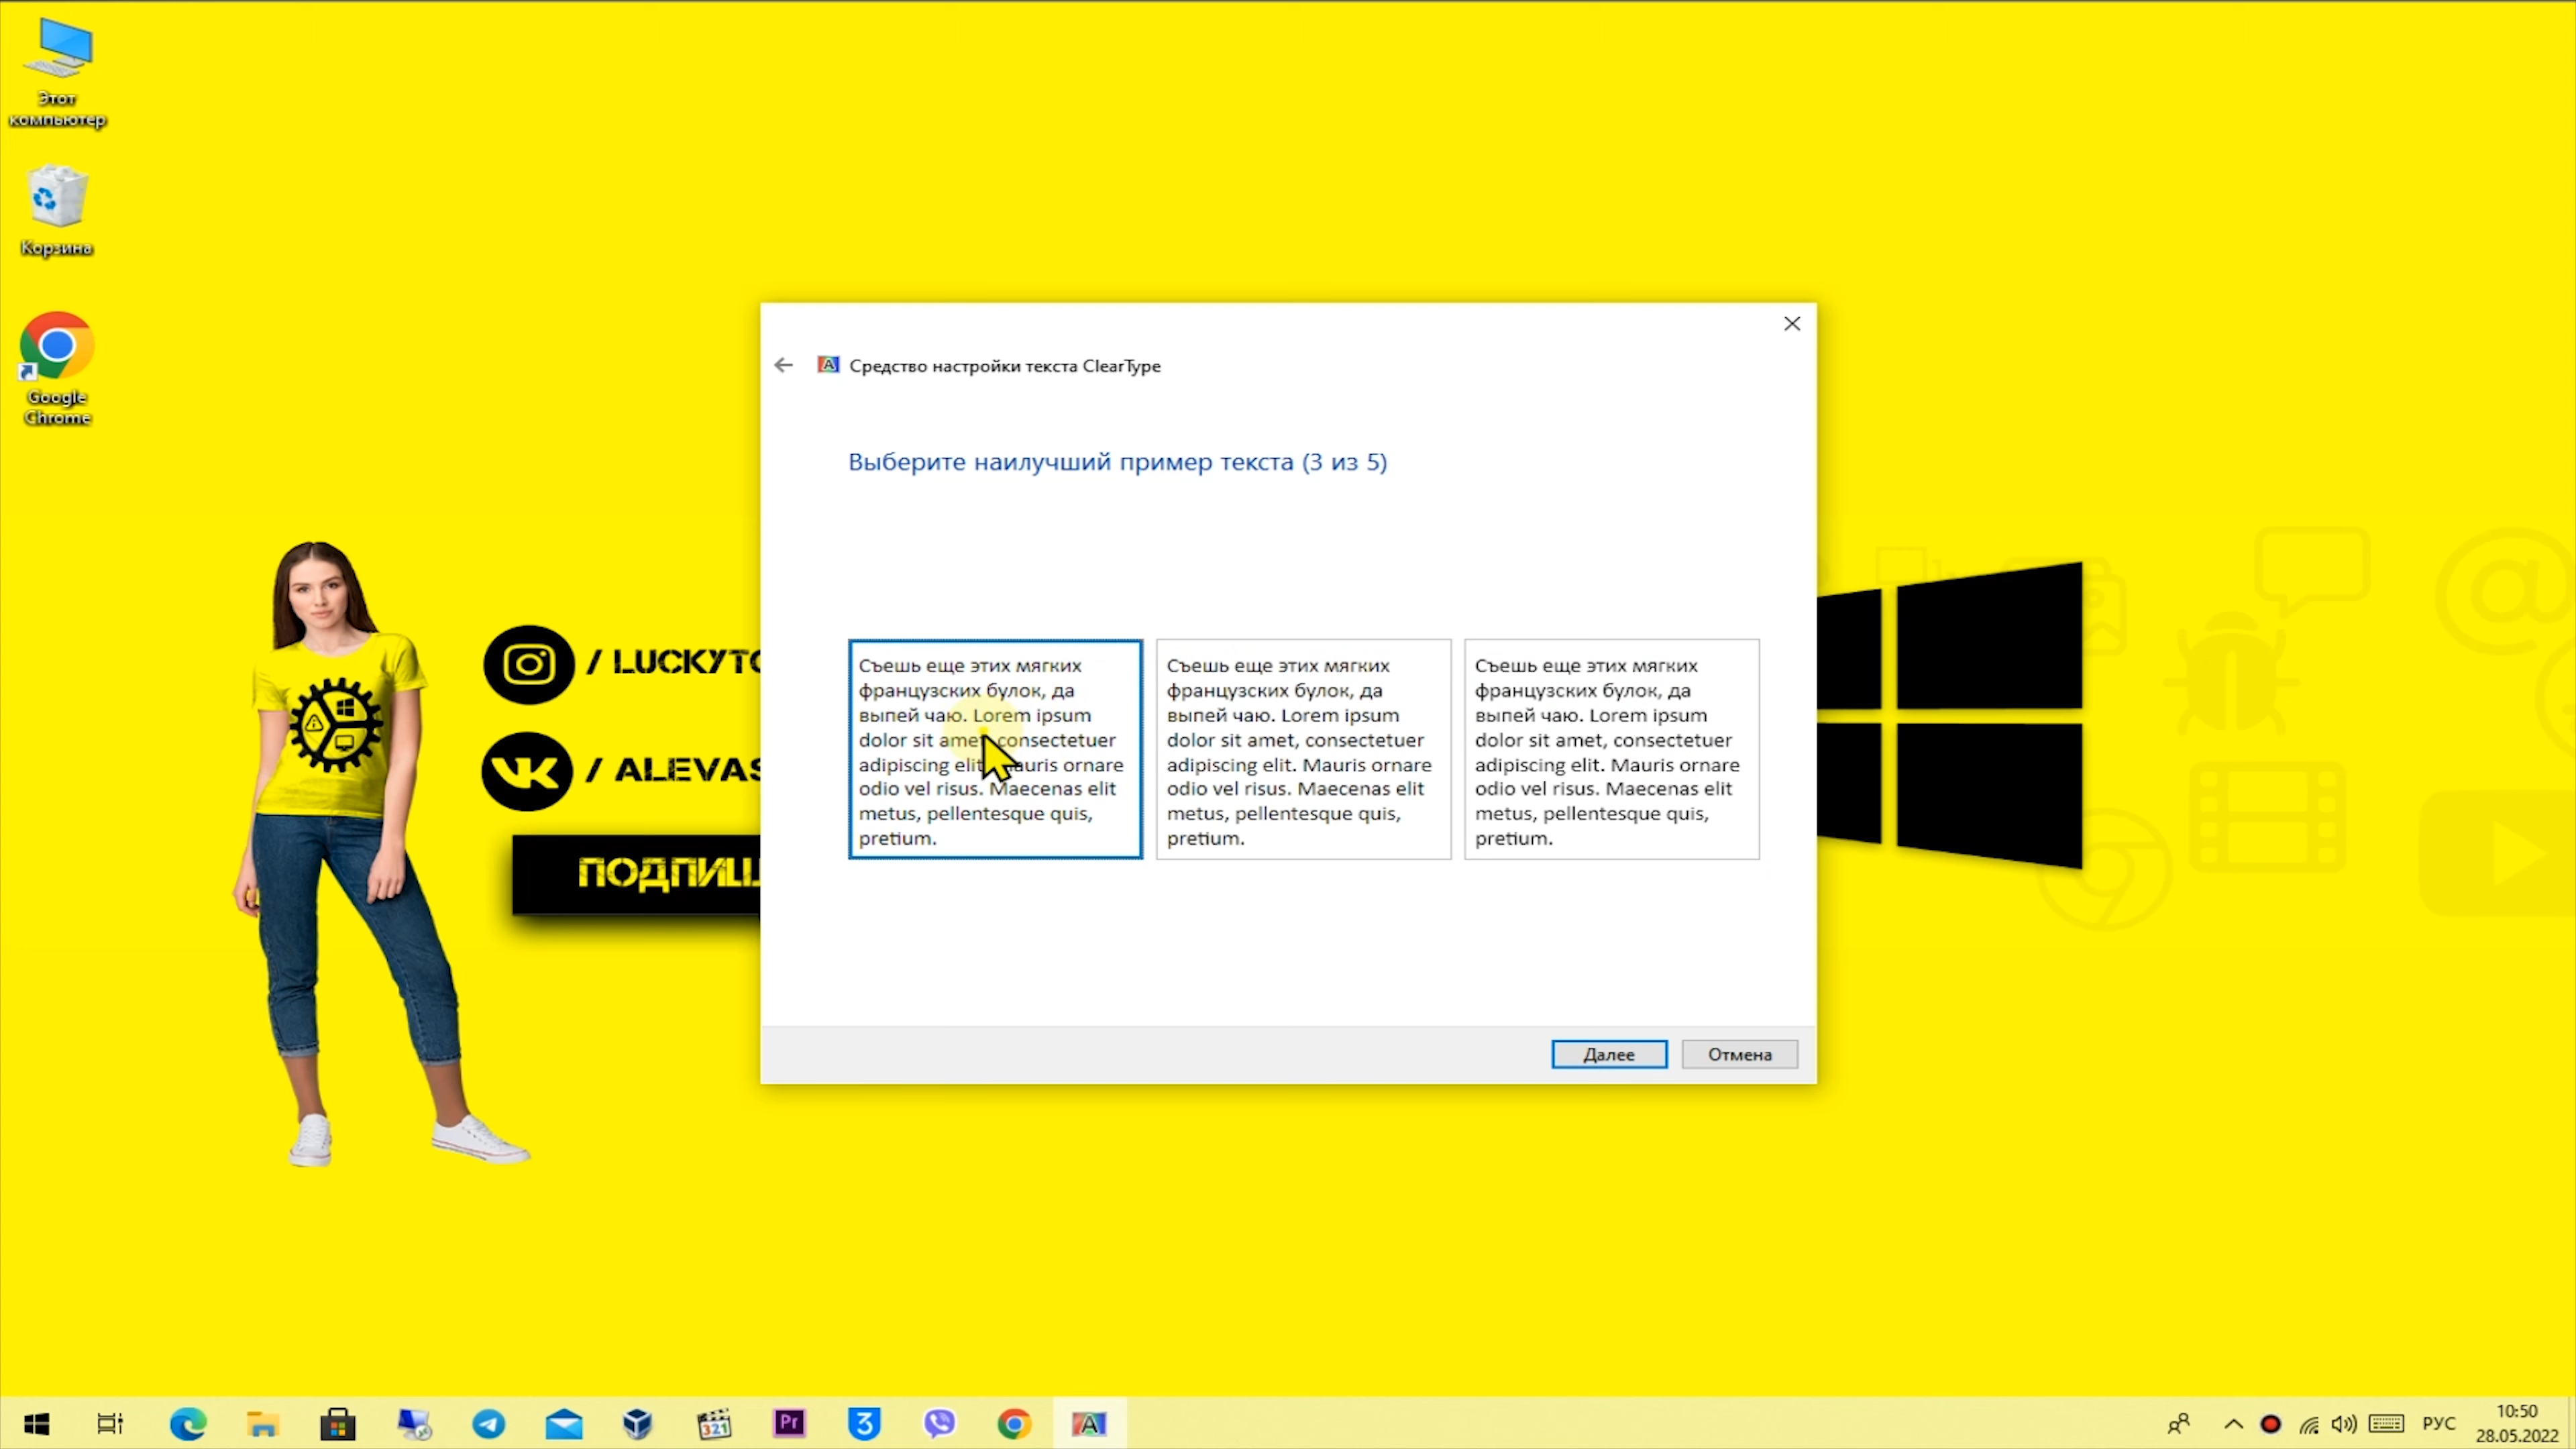 Этот
компьютер
Корзина
Google
Chrome
Средство настройки текста ClearType
Выберите наилучший пример текста (3 из 5)
/ LUCKYTO
/ ALEVAS
ПОДПИШ
Съешь еще этих мягких
французских булок, да
выпей чаю. Lorem ipsum
dolor sit amet, consectetuer
adipiscing elit. Mauris ornare
odio vel risus. Maecenas elit
metus, pellentesque quis,
pretium.
Съешь еще этих мягких
французских булок, да
выпей чаю. Lorem ipsum
dolor sit amet, consectetuer
adipiscing elit. Mauris ornare
odio vel risus. Maecenas elit
metus, pellentesque quis,
pretium.
Съешь еще этих мягких
французских булок, да
выпей чаю. Lorem ipsum
dolor sit amet, consectetuer
adipiscing elit. Mauris ornare
odio vel risus. Maecenas elit
metus, pellentesque quis,
pretium.
Далее
Отмена
321
Pr
3
A
РУС
10:50
28.05.2022